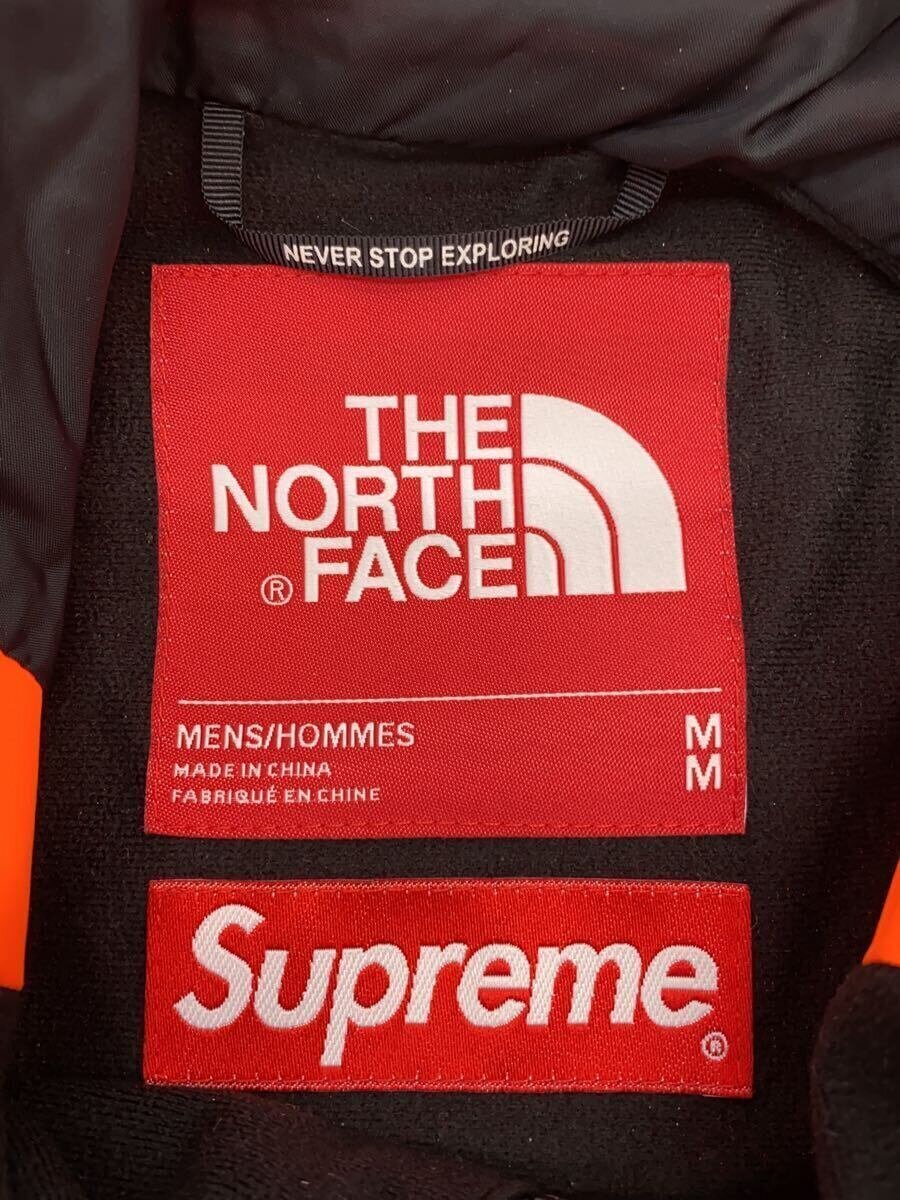 NEVER STOP EXPLORING
THE
NORTH
® FACE
MENS/HOMMES M
MADE IN CHINA M
FABRIQUÉ EN CHINE
Supreme
®